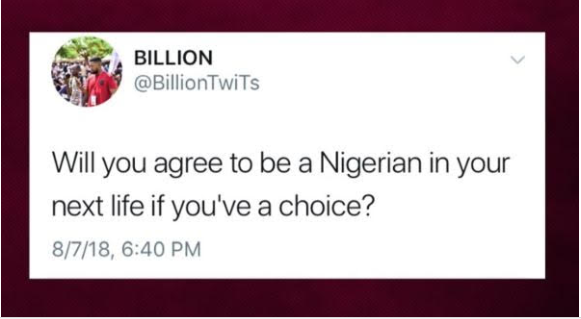 BILLION
@BillionTwiTs
Will you agree to be a Nigerian in your
next life if you've a choice?
8/7/18, 6:40 PM